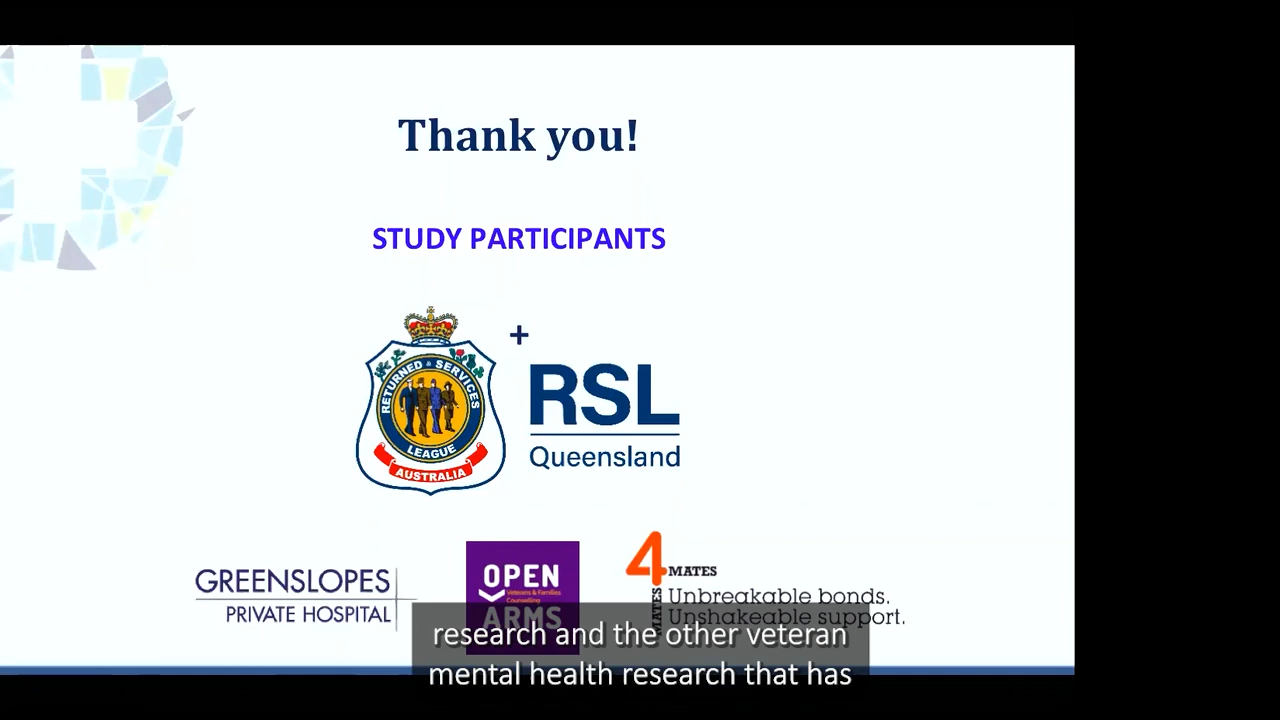 Thank you!
STUDY PARTICIPANTS
+
RETURNED & SERVICES
LEAGUE
AUSTRALIA
RSL
Queensland
GREENSLOPES
PRIVATE HOSPITAL
OPEN
Veterans & Families
Counselling
ARMS
4
MATES
MATES
Unbreakable bonds.
Unshakeable support.
research and the other veteran
mental health research that has